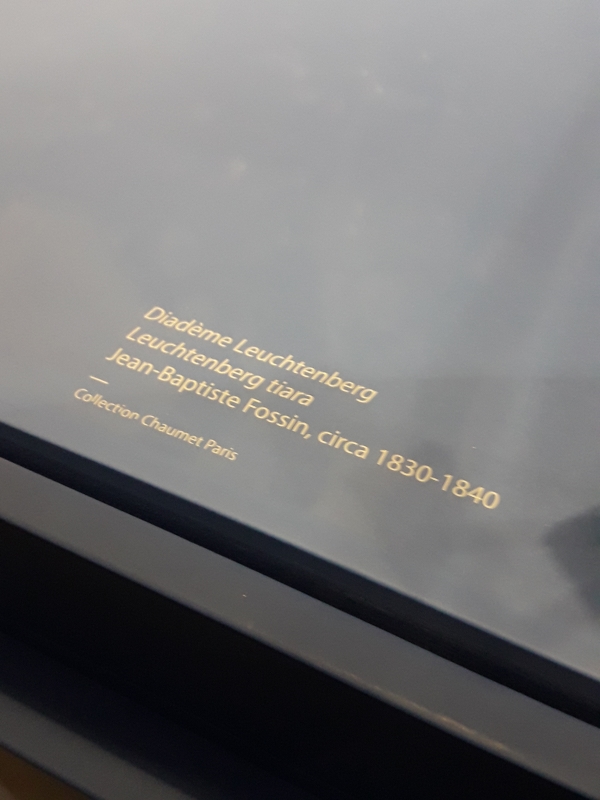 Diadème Leuchtenberg
Leuchtenberg tiara
Jean-Baptiste Fossin, circa 1830-1840
—
Collection Chaumet Paris